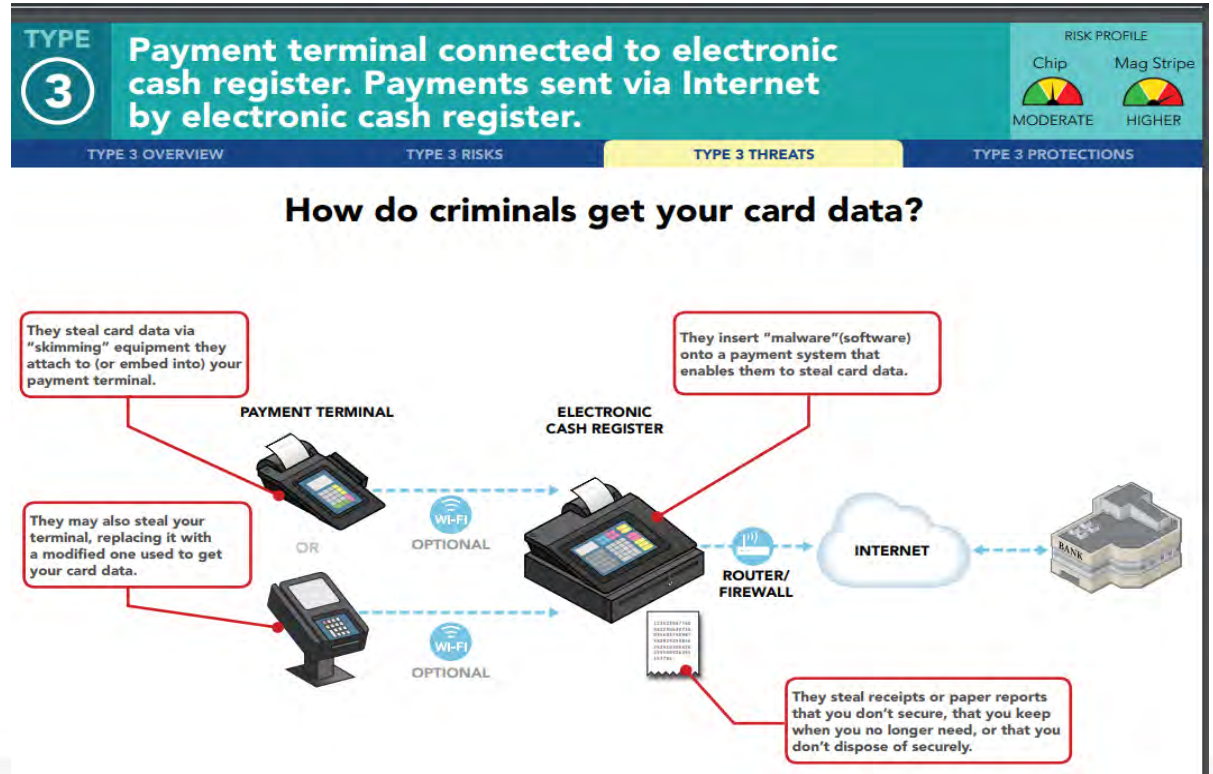 TYPE
3
Payment terminal connected to electronic
cash register. Payments sent via Internet
by electronic cash register.
RISK PROFILE
Chip
Mag Stripe
MODERATE
HIGHER
TYPE 3 OVERVIEW
TYPE 3 RISKS
TYPE 3 THREATS
TYPE 3 PROTECTIONS
How do criminals get your card data?
They steal card data via
“skimming” equipment they
attach to (or embed into) your
payment terminal.
They insert “malware”(software)
onto a payment system that
enables them to steal card data.
PAYMENT TERMINAL
ELECTRONIC
CASH REGISTER
They may also steal your
terminal, replacing it with
a modified one used to get
your card data.
OR
WI-FI
OPTIONAL
ROUTER/
FIREWALL
INTERNET
BANK
WI-FI
OPTIONAL
They steal receipts or paper reports
that you don’t secure, that you keep
when you no longer need, or that you
don’t dispose of securely.